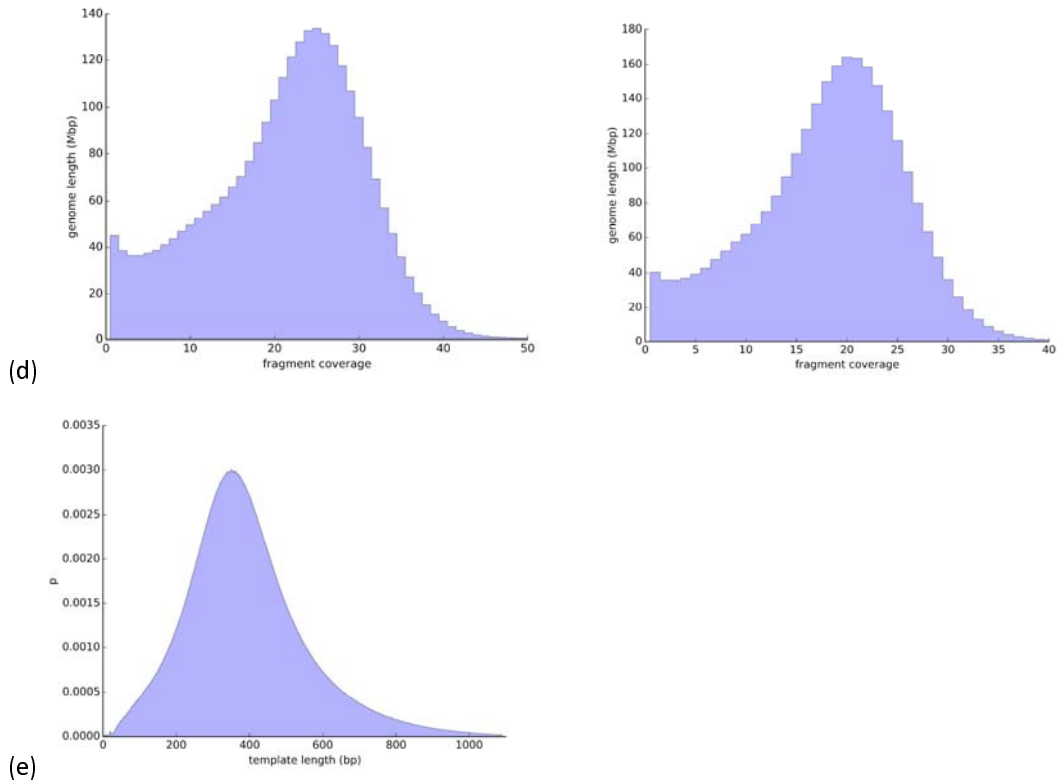 140
120
100
80
60
40
20
0
genome length (Mbp)
0 10 20 30 40 50
fragment coverage
180
160
140
120
100
80
60
40
20
0
genome length (Mbp)
0 5 10 15 20 25 30 35 40
fragment coverage
(d)
0.0035
0.0030
0.0025
0.0020
0.0015
0.0010
0.0005
0.0000
p
0 200 400 600 800 1000
template length (bp)
(e)